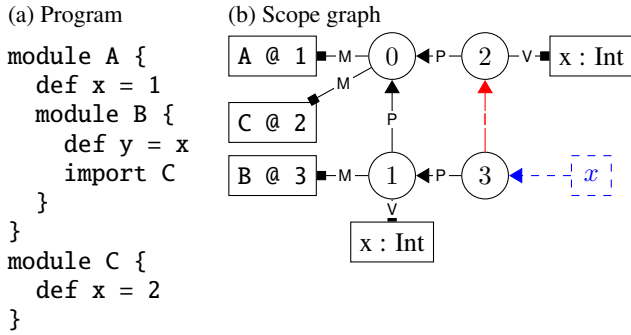 (a) Program
module A {
def x = 1
module B {
def y = x
import C
}
}
module C {
def x = 2
}
(b) Scope graph
A @ 1 M 0 P 2 V x : Int
M
C @ 2
P I
B @ 3 M 1 P 3 x
V
x : Int